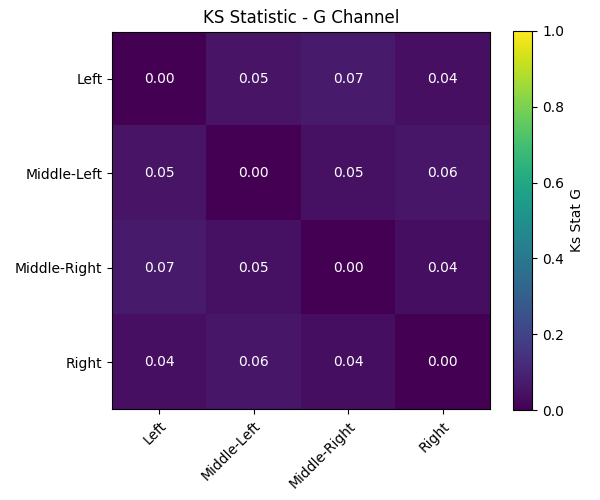 KS Statistic - G Channel
Left 0.00 0.05 0.07 0.04
Middle-Left 0.05 0.00 0.05 0.06
Middle-Right 0.07 0.05 0.00 0.04
Right 0.04 0.06 0.04 0.00
Left Middle-Left Middle-Right Right
1.0
0.8
0.6
0.4
0.2
0.0
Ks Stat G